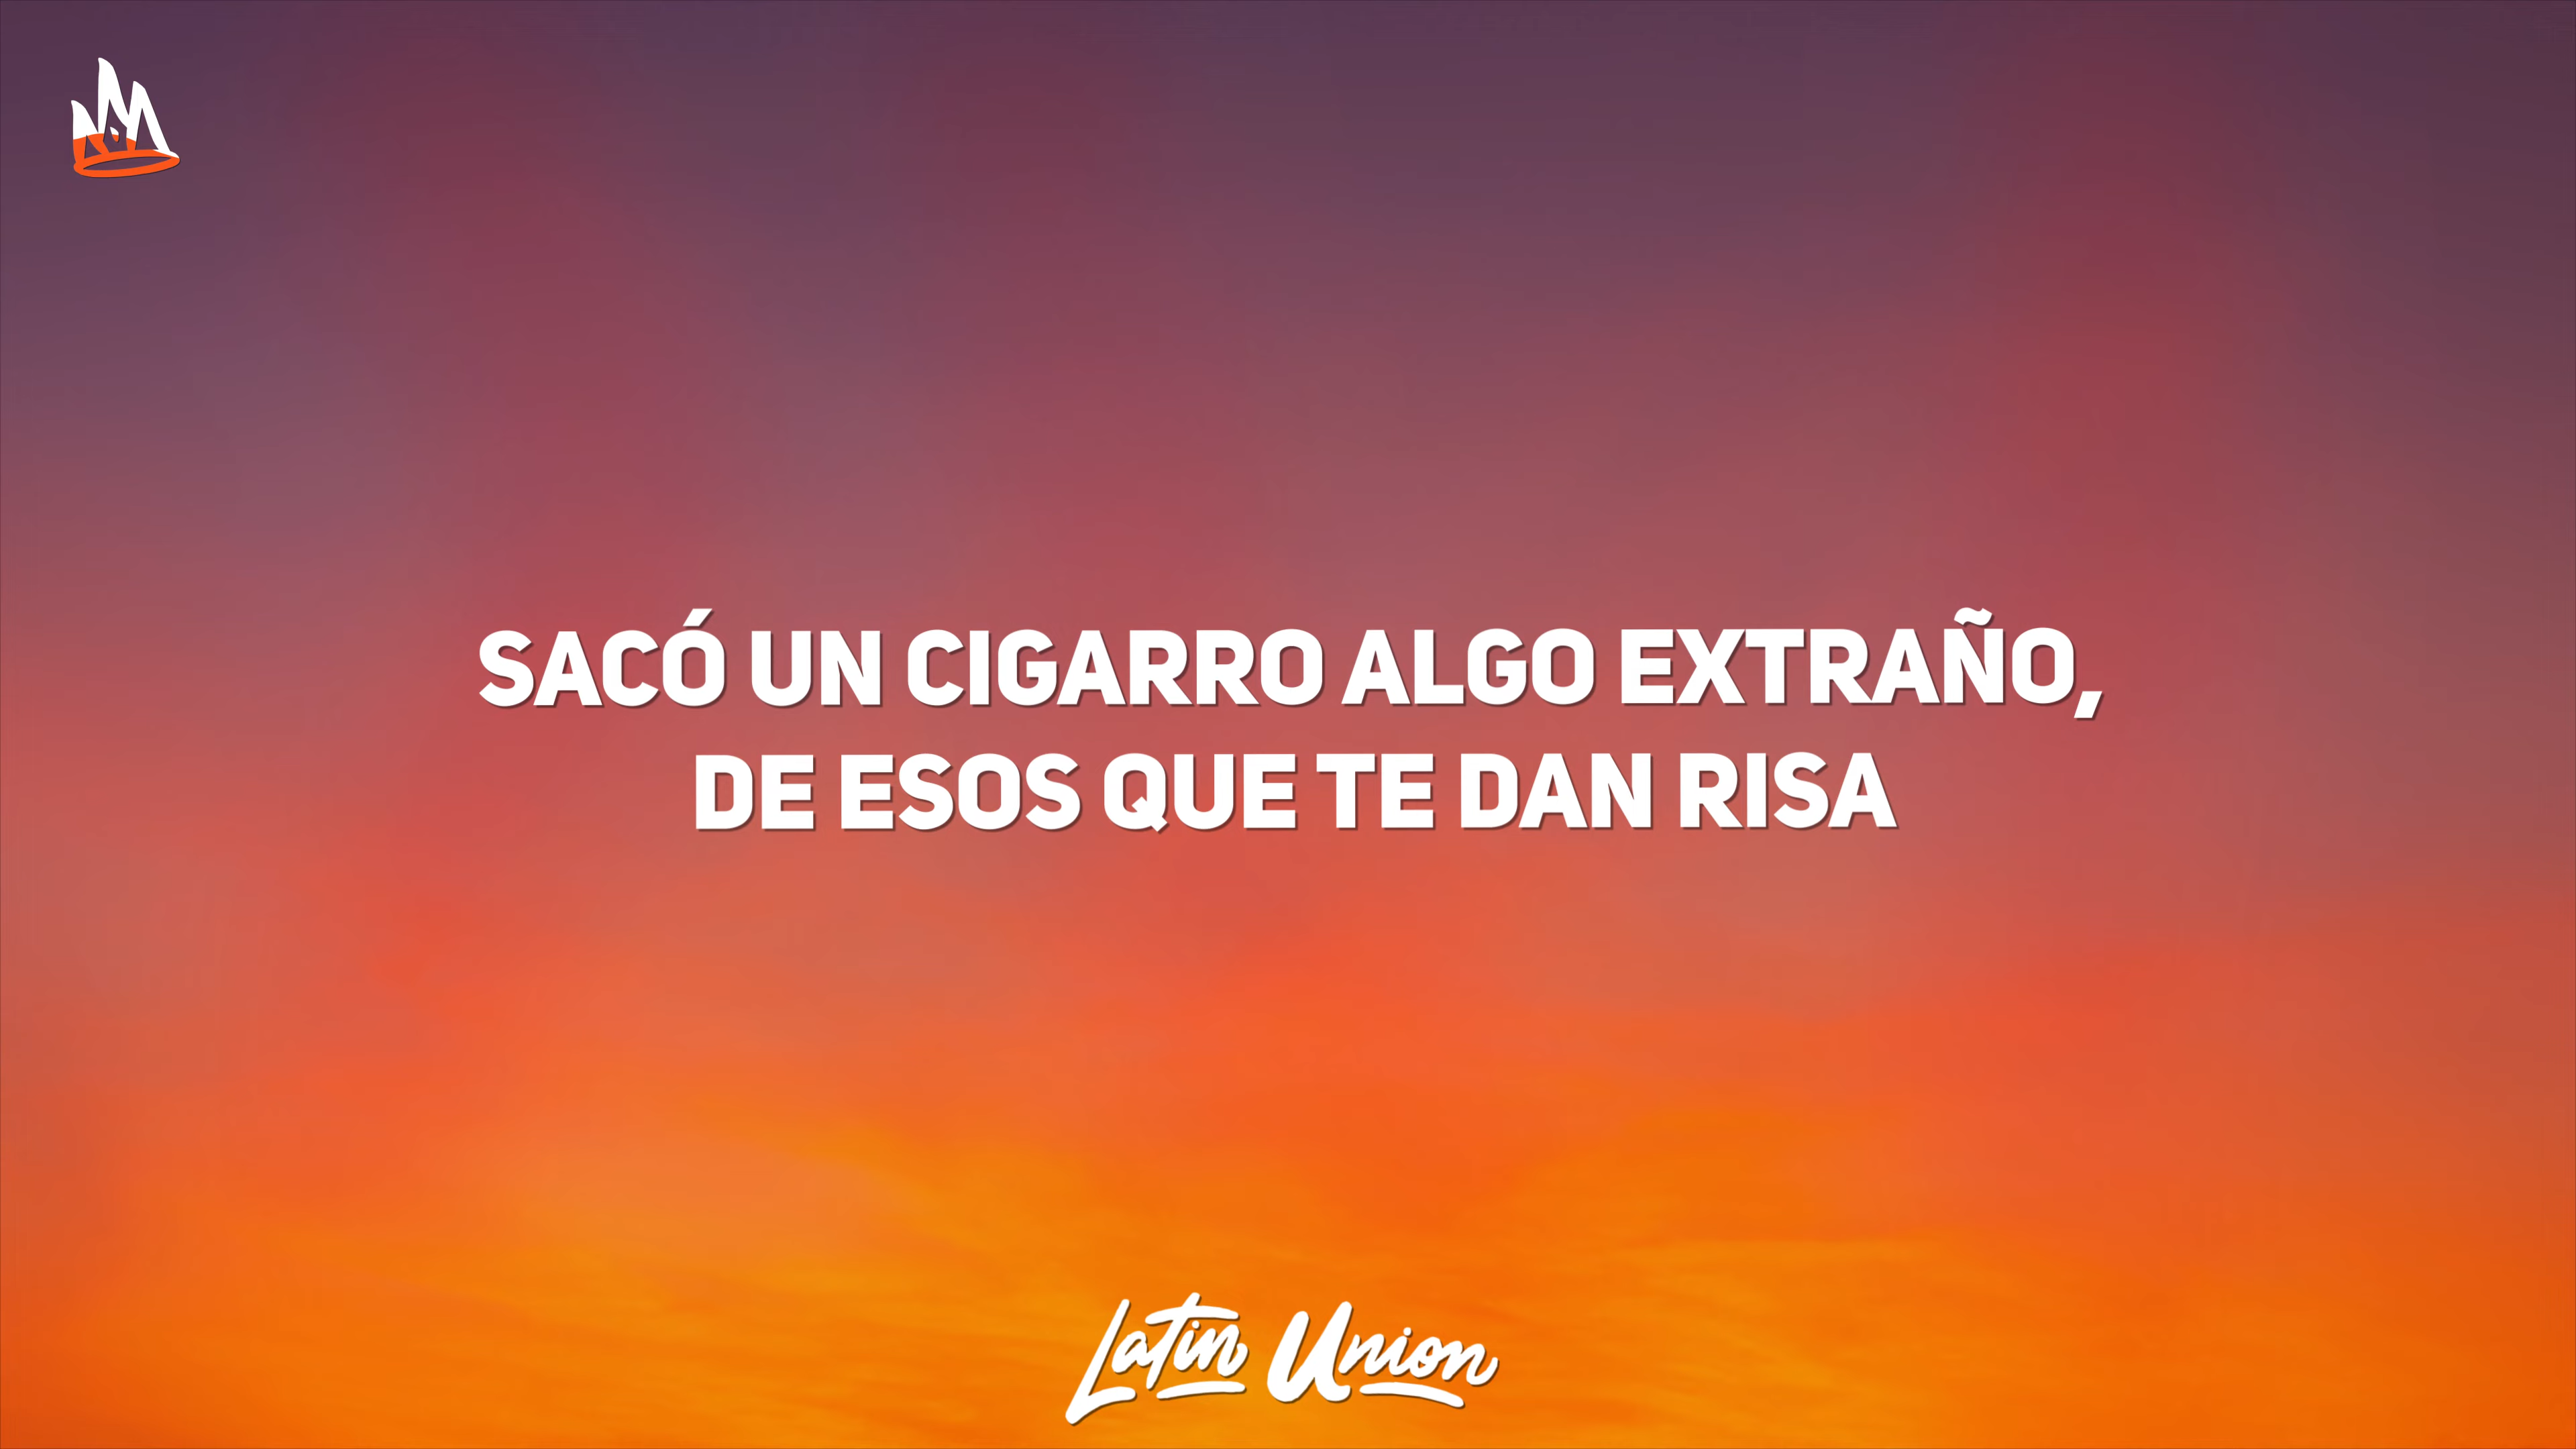 SACÓ UN CIGARRO ALGO EXTRAÑO,
DE ESOS QUE TE DAN RISA
Latin Union